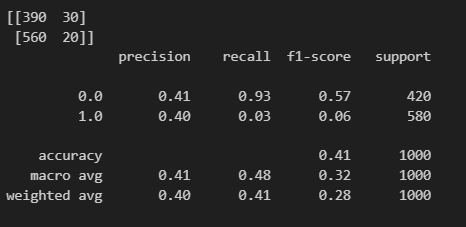 [[390 30]
[560 20]]
precision recall f1-score support
0.0 0.41 0.93 0.57 420
1.0 0.40 0.03 0.06 580
accuracy 0.41 1000
macro avg 0.41 0.48 0.32 1000
weighted avg 0.40 0.41 0.28 1000